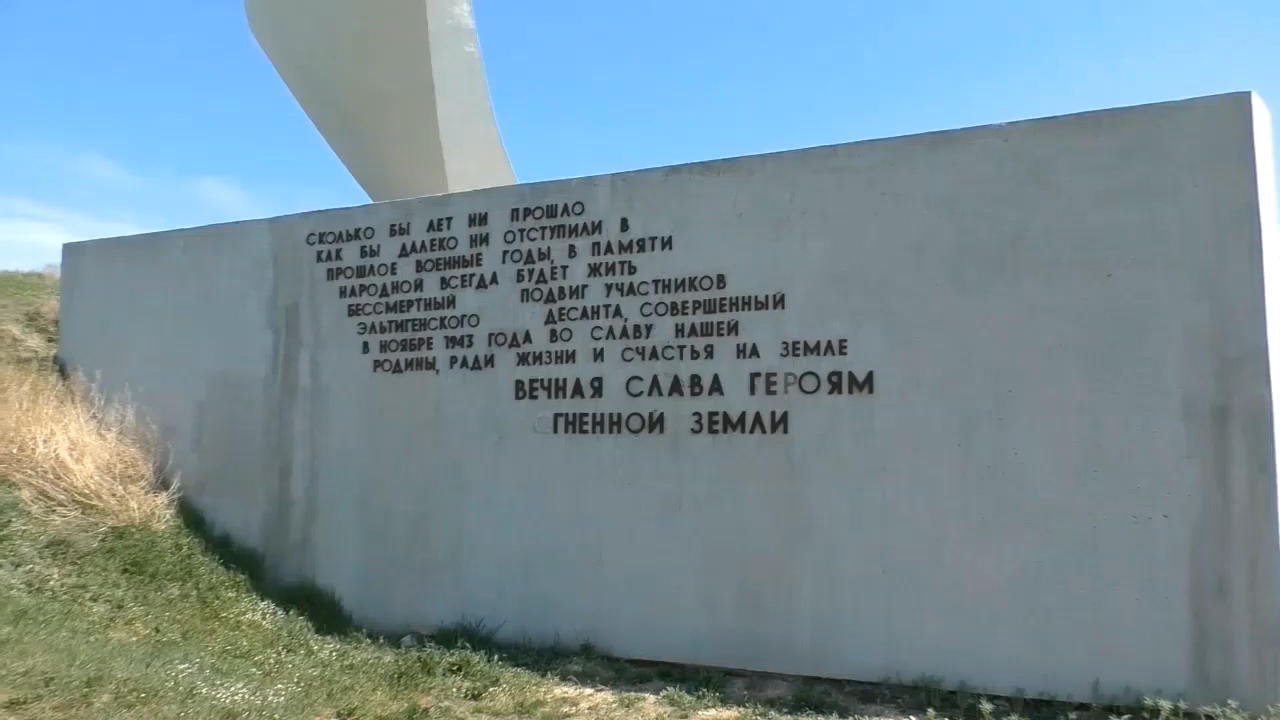 СКОЛЬКО БЫ ЛЕТ НИ ПРОШЛО
КАК БЫ ДАЛЕКО НИ ОТСТУПИЛИ В
ПРОШЛОЕ ВОЕННЫЕ ГОДЫ, В ПАМЯТИ
НАРОДНОЙ ВСЕГДА БУДЕТ ЖИТЬ
БЕССМЕРТНЫЙ ПОДВИГ УЧАСТНИКОВ
ЭЛЬТИГЕНСКОГО ДЕСАНТА, СОВЕРШЕННЫЙ
В НОЯБРЕ 1943 ГОДА ВО СЛАВУ НАШЕЙ
РОДИНЫ, РАДИ ЖИЗНИ И СЧАСТЬЯ НА ЗЕМЛЕ
ВЕЧНАЯ СЛАВА ГЕРОЯМ
ГНЕННОЙ ЗЕМЛИ